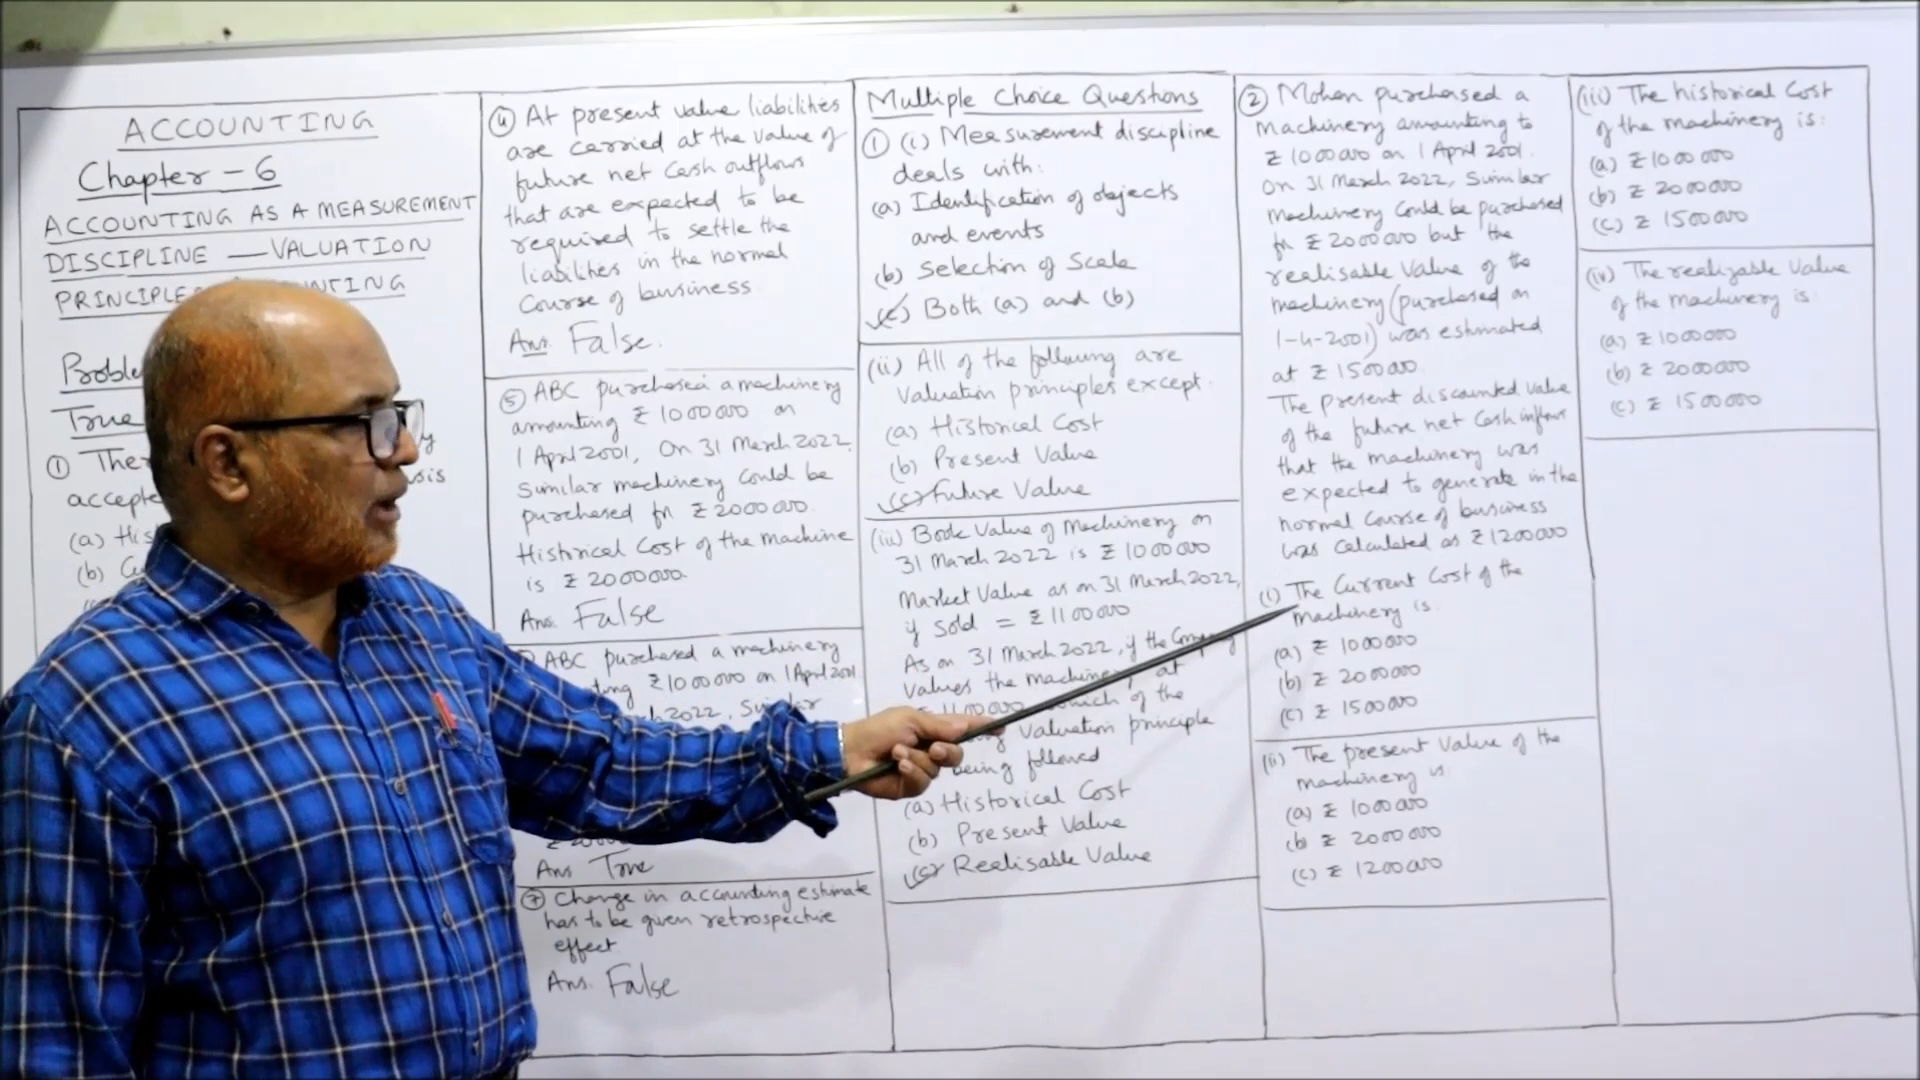 ACCOUNTING
Chapter - 6
ACCOUNTING AS A MEASUREMENT
DISCIPLINE — VALUATION
True
(4) At present value liabilities
are carried at the value of
future net cash outflows
that are expected to be
required to settle the
liabilities in the normal
course of business
Ans. False.
(5) ABC purchased a machinery
amounting ₹ 1000000 on
1 April 2001, On 31 March 2022,
Similar machinery could be
purchased for ₹ 2000000.
Historical Cost of the machine
is ₹ 2000000
Ans. False
ABC purchased a machinery
₹1000000 on 1 April 2001
2022, Similar
Ans True
(7) Change in accounting estimate
has to be given retrospective
effect
Ans. False
Multiple Choice Questions
(1) (i) Measurement discipline
deals with:
(a) Identification of objects
and events
(b) Selection of Scale
(c) Both (a) and (b)
(ii) All of the following are
Valuation principles except:
(a) Historical Cost
(b) Present Value
(c) Future Value
(iii) Book Value of Machinery on
31 March 2022 is ₹ 1000000
Market Value as on 31 March 2022,
if sold = ₹ 1100000
As on 31 March 2022, if the Company
values the machinery at
which of the
valuation principle
being followed
(a) Historical Cost
(b) Present Value
(c) Realisable Value
(2) Mohan purchased a
Machinery amounting to
₹ 1000000 on 1 April 2001.
On 31 March 2022, Similar
machinery could be purchased
for ₹ 2000000 but the
realisable value of the
machinery (purchased on
1-4-2001) was estimated
at ₹ 1500000.
The present discounted value
of the future net cash inflows
that the machinery was
expected to generate in the
normal course of business
was calculated as ₹ 1200000
(i) The Current Cost of the
machinery is:
(a) ₹ 1000000
(b) ₹ 2000000
(c) ₹ 1500000
(ii) The present Value of the
machinery is
(a) ₹ 1000000
(b ₹ 2000000
(c) ₹ 1200000
(iii) The historical Cost
of the machinery is:
(a) ₹ 1000000
(b) ₹ 2000000
(c) ₹ 1500000
(iv) The realizable Value
of the machinery is:
(a) ₹ 1000000
(b) ₹ 2000000
(c) ₹ 1500000